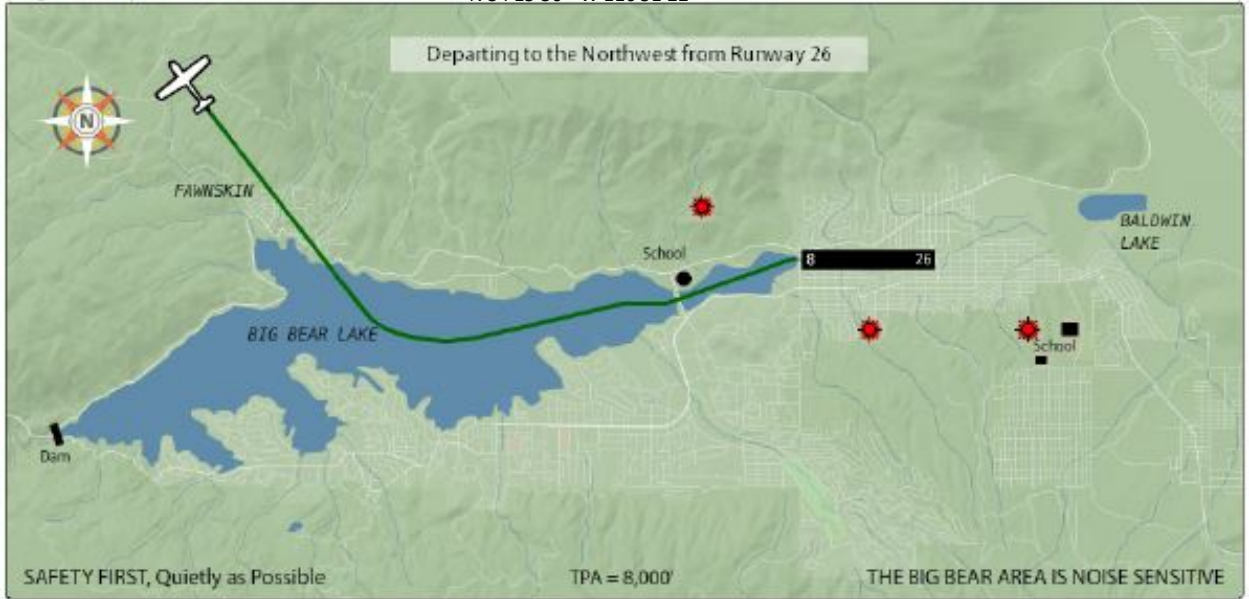 Departing to the Northwest from Runway 26
N
FAWNSKIN
BALDWIN
LAKE
School
8 26
BIG BEAR LAKE
School
Dam
SAFETY FIRST, Quietly as Possible
TPA = 8,000'
THE BIG BEAR AREA IS NOISE SENSITIVE